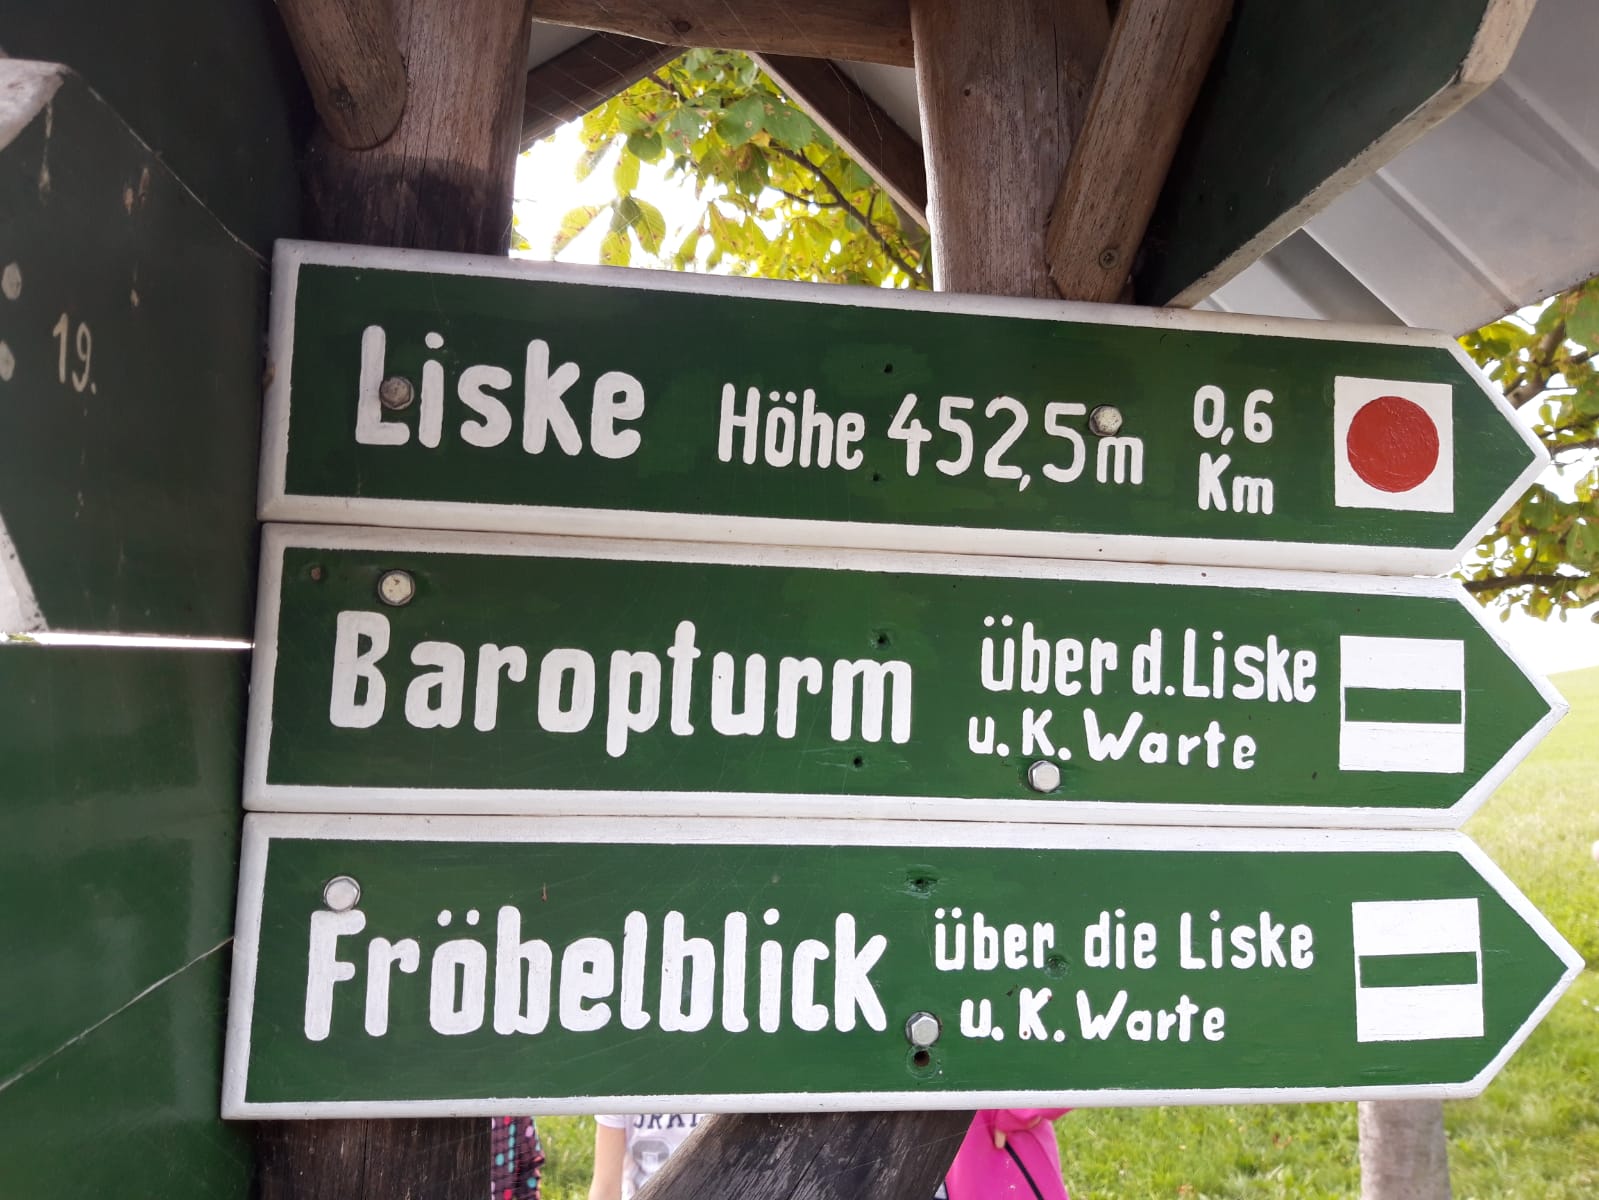 19.
Liske Höhe 452,5m 0,6
Km
Baropturm über d. Liske
u. K. Warte
Fröbelblick über die Liske
u. K. Warte